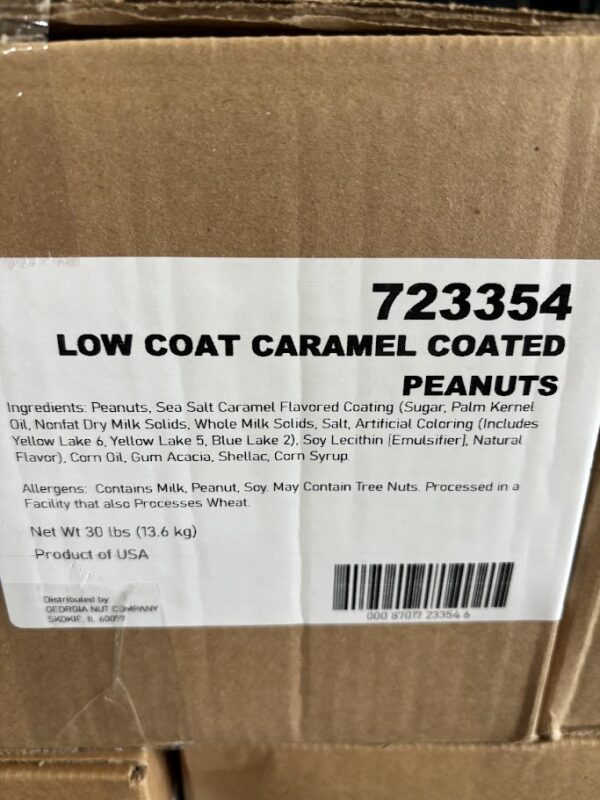 723354
LOW COAT CARAMEL COATED
PEANUTS
Ingredients: Peanuts, Sea Salt Caramel Flavored Coating (Sugar, Palm Kernel
Oil, Nonfat Dry Milk Solids, Whole Milk Solids, Salt, Artificial Coloring (Includes
Yellow Lake 6, Yellow Lake 5, Blue Lake 2), Soy Lecithin [Emulsifier], Natural
Flavor), Corn Oil, Gum Acacia, Shellac, Corn Syrup.
Allergens: Contains Milk, Peanut, Soy. May Contain Tree Nuts. Processed in a
Facility that also Processes Wheat.
Net Wt 30 lbs (13.6 kg)
Product of USA
Distributed by:
GEORGIA NUT COMPANY
SKOKIE, IL 60077
000 87077 23354 6